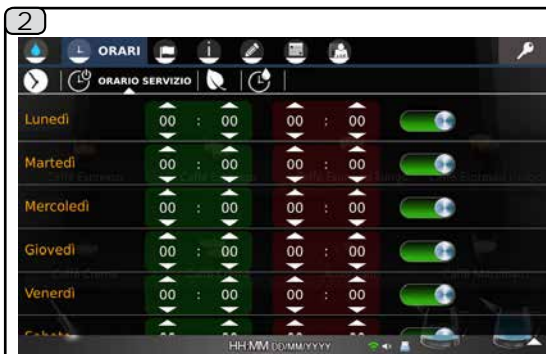 2
ORARI
ORARIO SERVIZIO
Lunedì 00 : 00 00 : 00
Martedì 00 : 00 00 : 00
Mercoledì 00 : 00 00 : 00
Giovedì 00 : 00 00 : 00
Venerdì 00 : 00 00 : 00
HH:MM DD/MM/YYYY